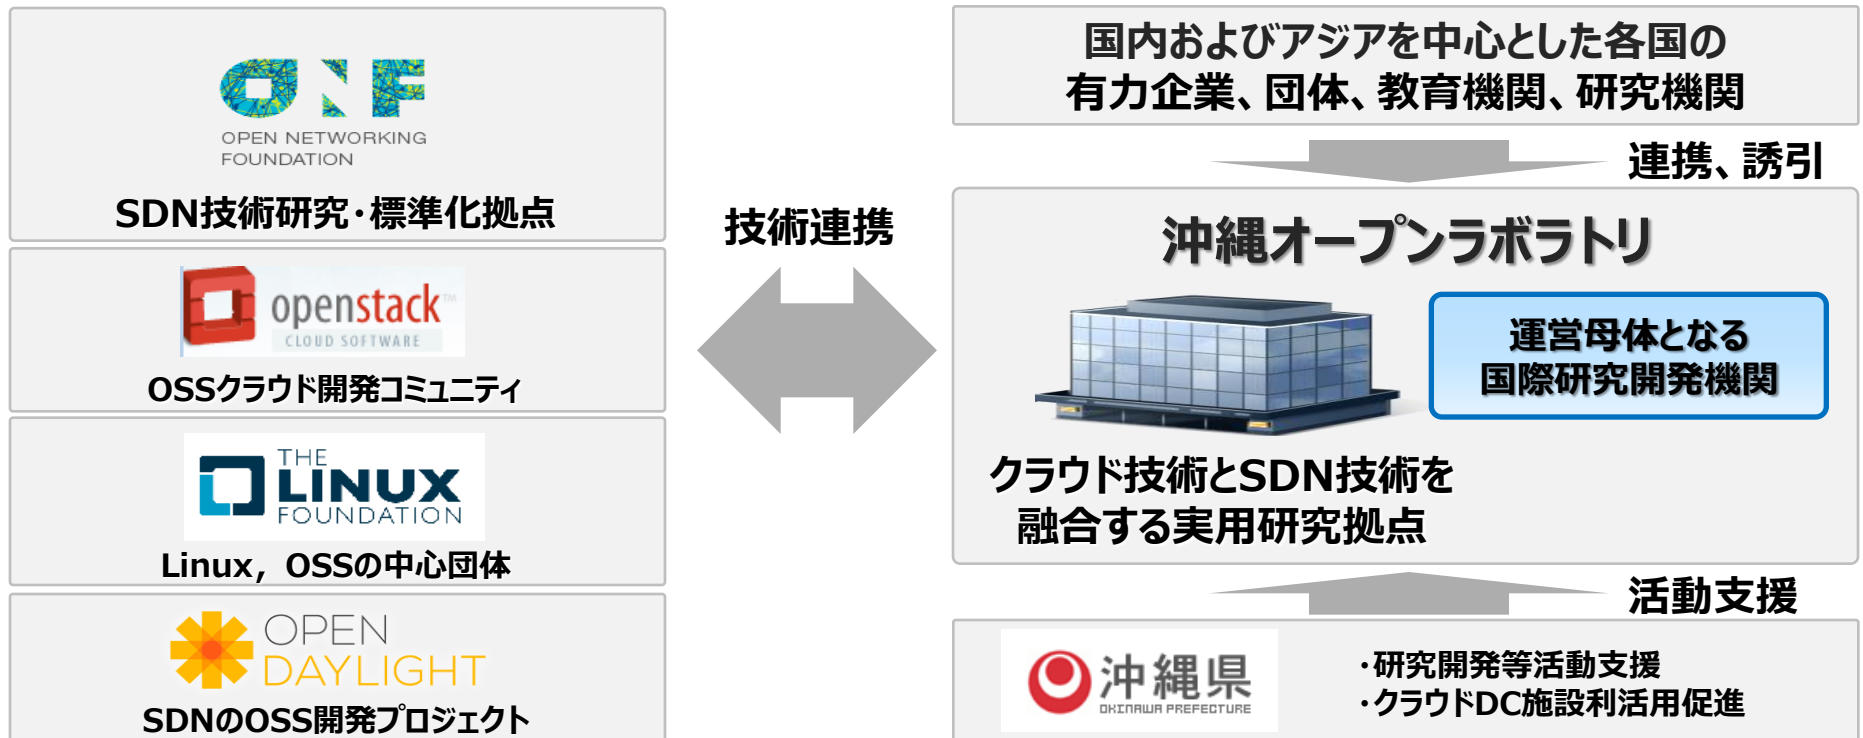 OPEN NETWORKING
FOUNDATION
SDN技術研究・標準化拠点
openstack™
CLOUD SOFTWARE
OSSクラウド開発コミュニティ
THE
LINUX
FOUNDATION
Linux，OSSの中心団体
OPEN
DAYLIGHT
SDNのOSS開発プロジェクト
技術連携
国内およびアジアを中心とした各国の
有力企業、団体、教育機関、研究機関
連携、誘引
沖縄オープンラボラトリ
運営母体となる
国際研究開発機関
クラウド技術とSDN技術を
融合する実用研究拠点
活動支援
沖縄県
OKINAWA PREFECTURE
・研究開発等活動支援
・クラウドDC施設利活用促進